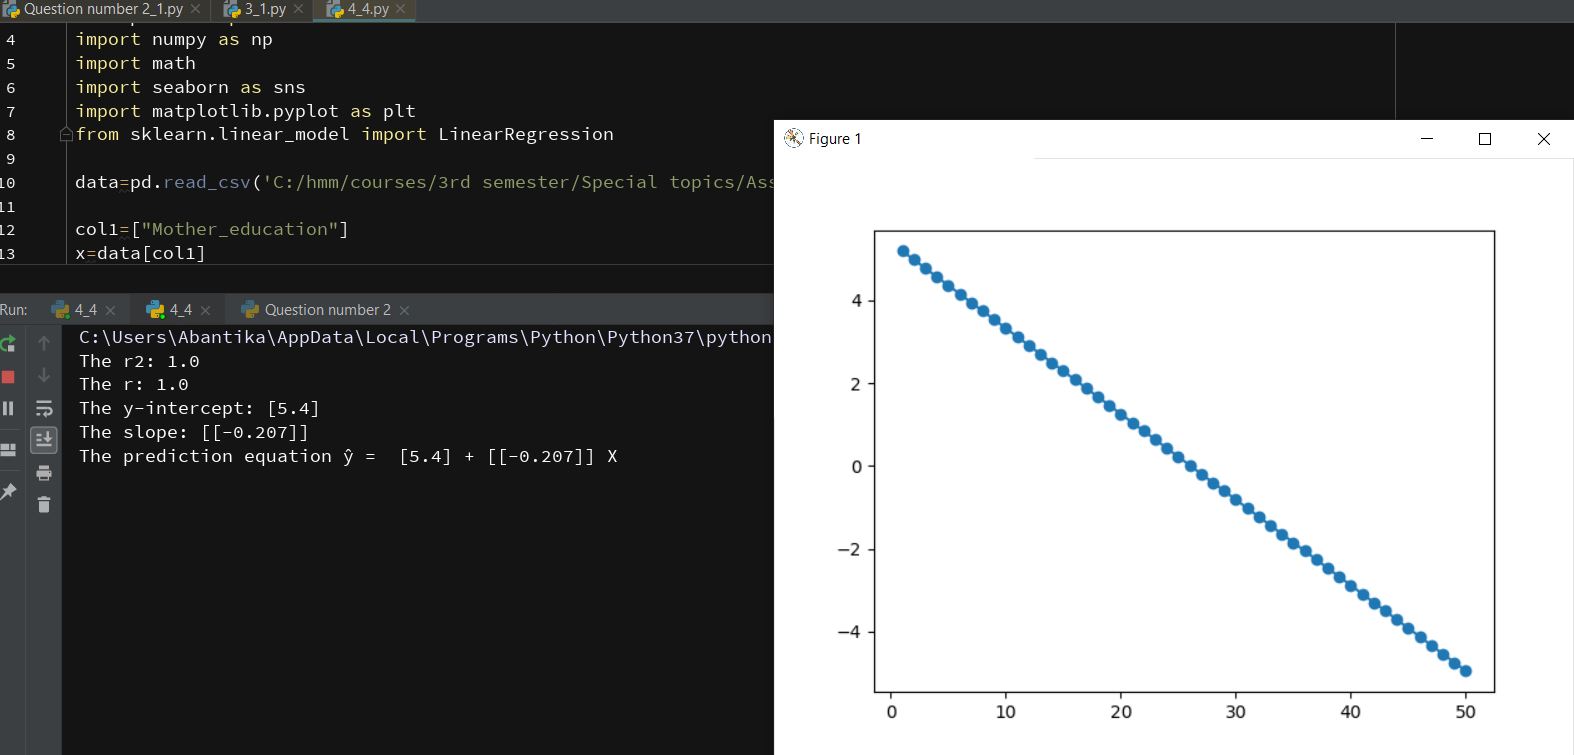 Question number 2_1.py × 3_1.py × 4_4.py ×
4 import numpy as np
5 import math
6 import seaborn as sns
7 import matplotlib.pyplot as plt
8 from sklearn.linear_model import LinearRegression
9
10 data=pd.read_csv('C:/hmm/courses/3rd semester/Special topics/Ass
11
12 col1=["Mother_education"]
13 x=data[col1]
Run: 4_4 × 4_4 × Question number 2 ×
C:\Users\Abantika\AppData\Local\Programs\Python\Python37\python
The r2: 1.0
The r: 1.0
The y-intercept: [5.4]
The slope: [[-0.207]]
The prediction equation ŷ =  [5.4] + [[-0.207]] X
Figure 1
4
2
0
−2
−4
0 10 20 30 40 50